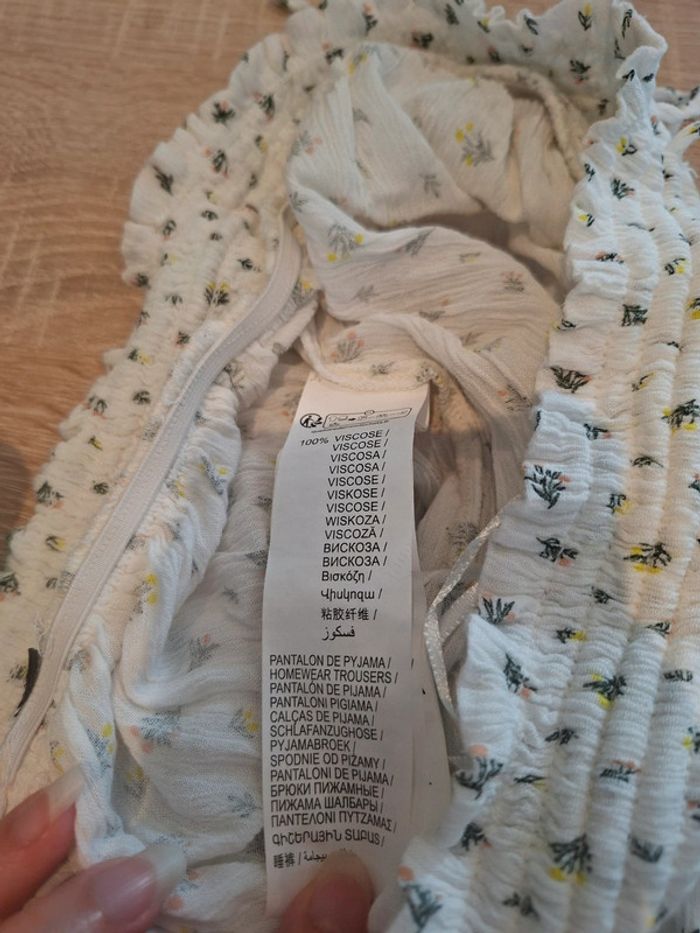 100% VISCOSE /
VISCOSE /
VISCOSA /
VISCOSA /
VISCOSE /
VISKOSE /
VISCOSE /
WISKOZA /
VISCOZĂ /
ВИСКОЗА /
ВИСКОЗА /
Βισκόζη /
Վիսկոզա /
粘胶纤维 /
فسكوز
PANTALON DE PYJAMA /
HOMEWEAR TROUSERS /
PANTALÓN DE PIJAMA /
PANTALONI PIGIAMA /
CALÇAS DE PIJAMA /
SCHLAFANZUGHOSE /
PYJAMABROEK /
SPODNIE OD PIŻAMY /
PANTALONI DE PIJAMA /
БРЮКИ ПИЖАМНЫЕ /
ПИЖАМА ШАЛБАРЫ /
ΠΑΝΤΕΛΟΝΙ ΠΥΤΖΑΜΑΣ /
ԳԻՇԵՐԱՅԻՆ ՏԱԲԱՏ /
睡裤 / بيجامة